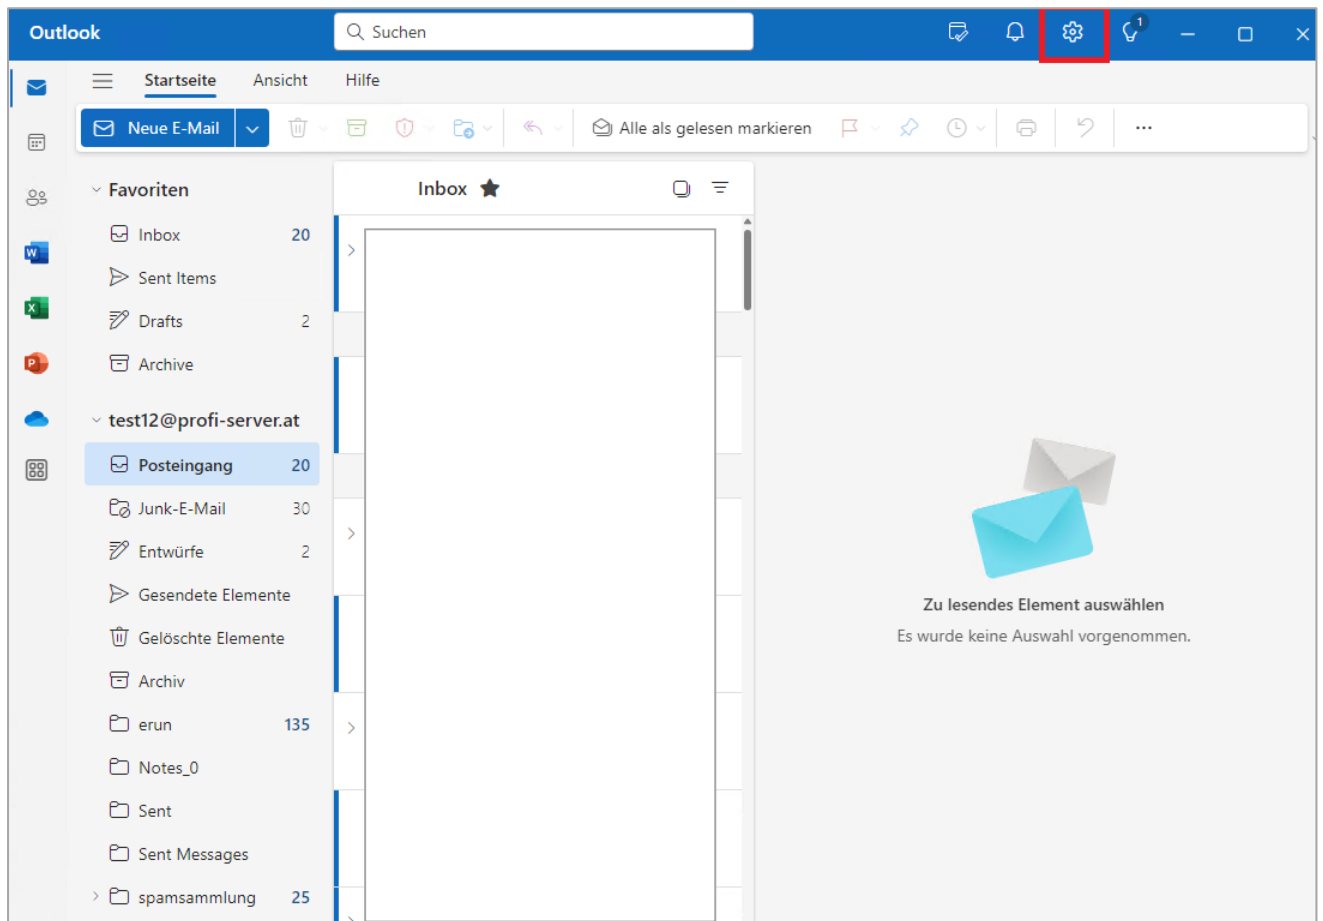 Outlook
Suchen
1
Startseite Ansicht Hilfe
Neue E-Mail
Alle als gelesen markieren
Favoriten
Inbox 20
Sent Items
Drafts 2
Archive
test12@profi-server.at
Posteingang 20
Junk-E-Mail 30
Entwürfe 2
Gesendete Elemente
Gelöschte Elemente
Archiv
erun 135
Notes_0
Sent
Sent Messages
spamsammlung 25
Inbox
Zu lesendes Element auswählen
Es wurde keine Auswahl vorgenommen.